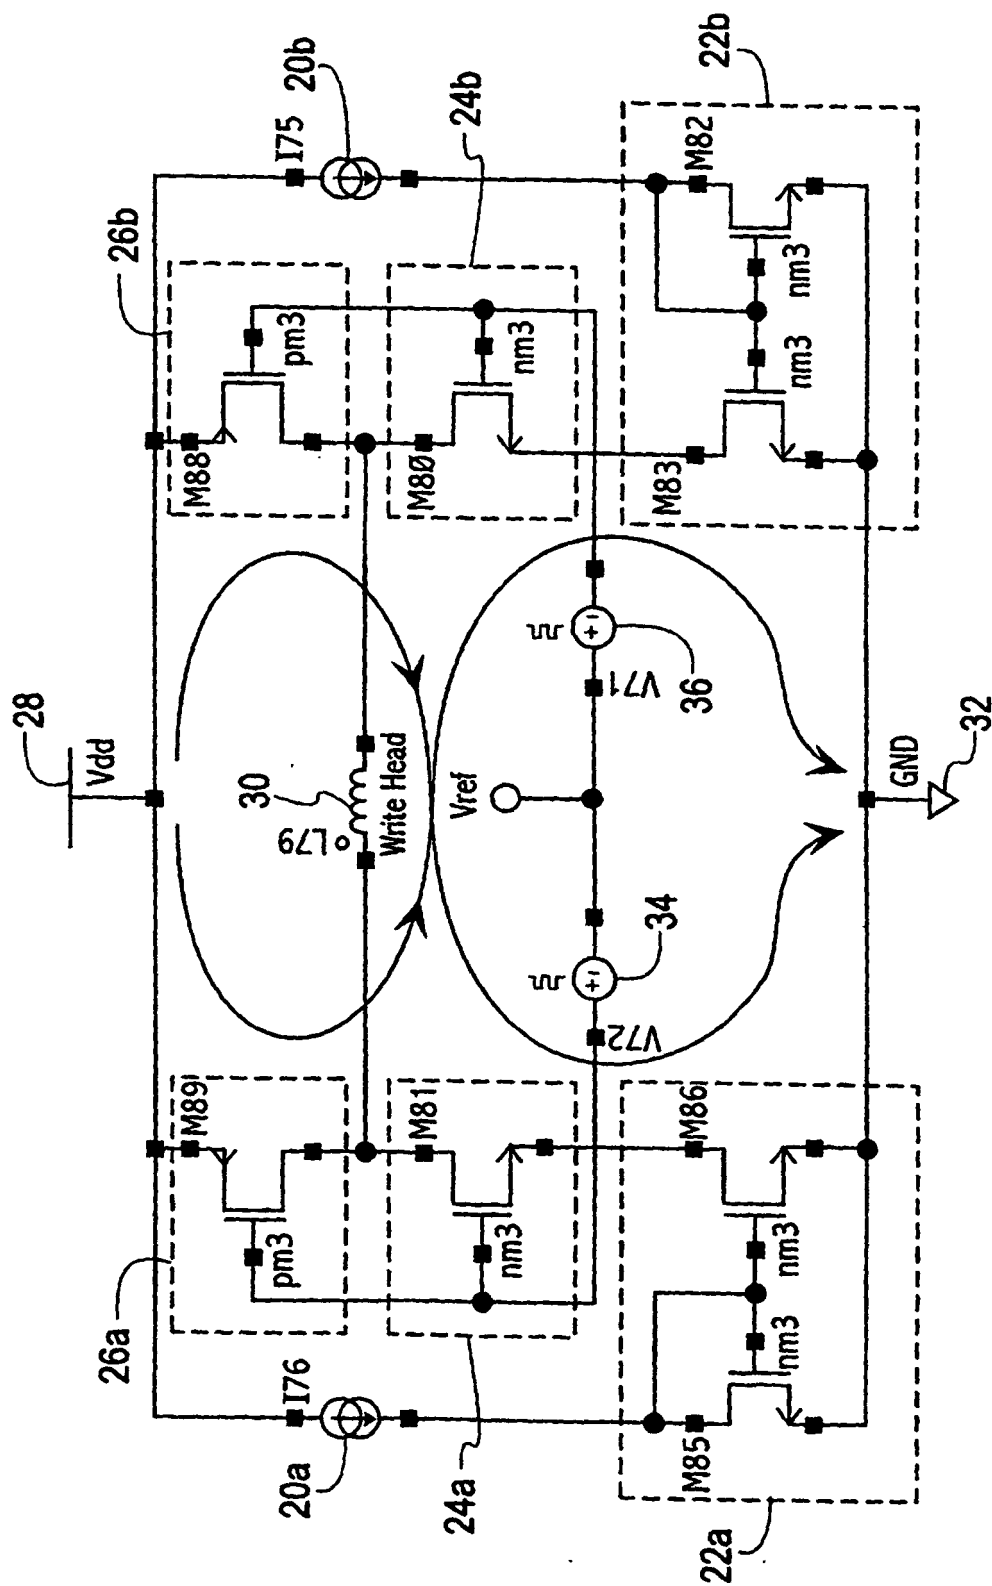 28
Vdd
26a
26b
M89
M88
20a
I76
pm3
L79
30
pm3
I75
20b
Write Head
24a
M81
nm3
Vref
M80
nm3
24b
+ -
34
V72
+ -
36
V71
22a
M85
nm3
nm3
M86
M83
nm3
nm3
M82
22b
GND
32